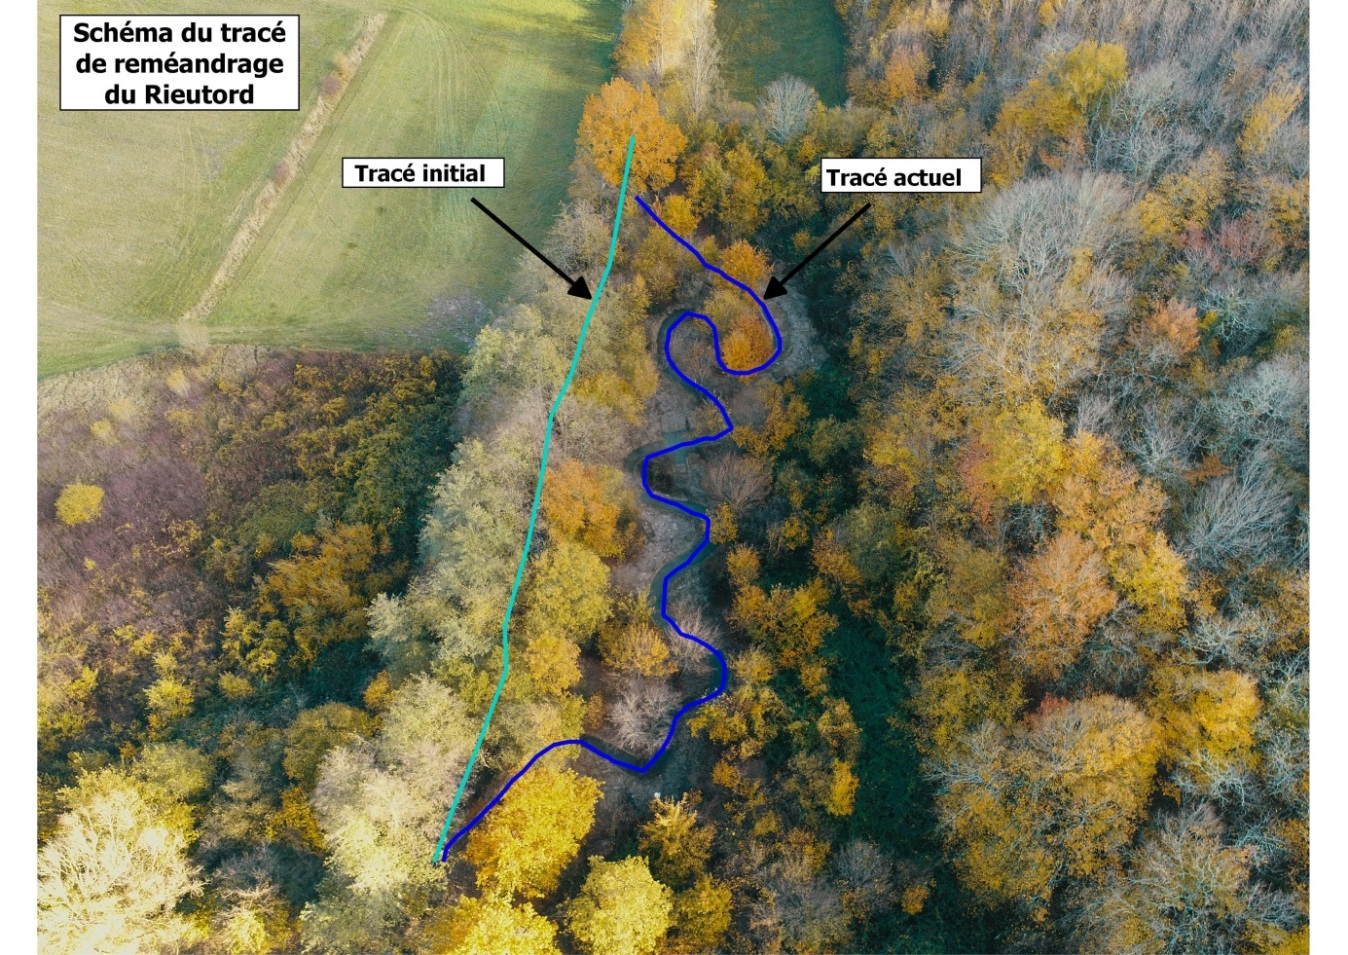 Schéma du tracé
de reméandrage
du Rieutord
Tracé initial
Tracé actuel